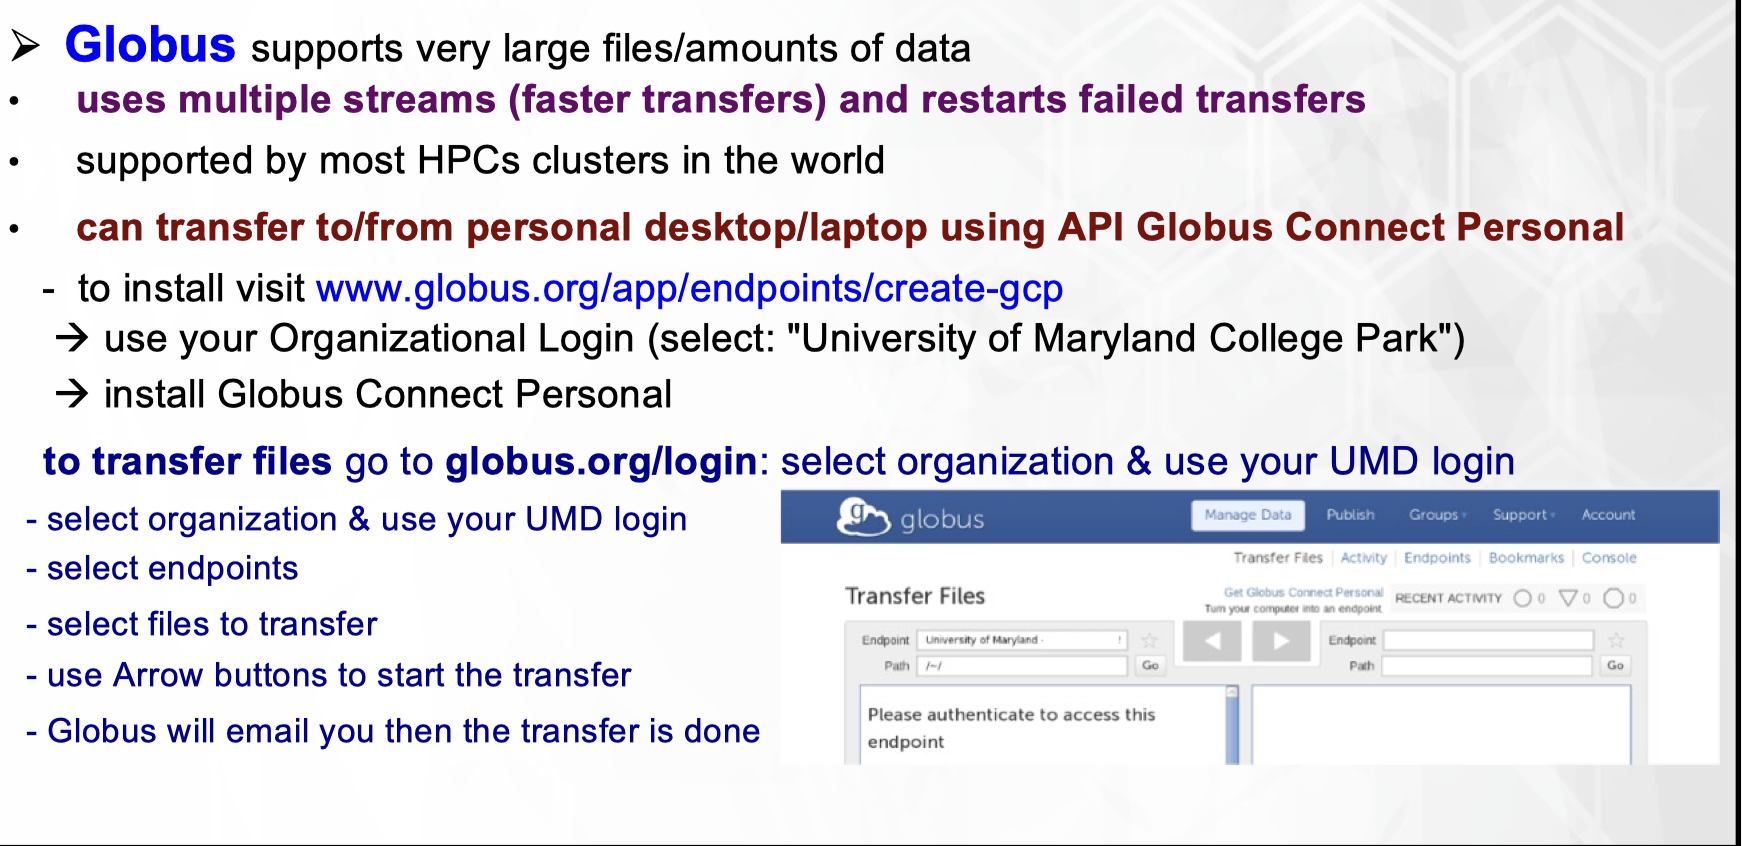 ➢ Globus supports very large files/amounts of data
• uses multiple streams (faster transfers) and restarts failed transfers
• supported by most HPCs clusters in the world
• can transfer to/from personal desktop/laptop using API Globus Connect Personal
- to install visit www.globus.org/app/endpoints/create-gcp
→ use your Organizational Login (select: "University of Maryland College Park")
→ install Globus Connect Personal
to transfer files go to globus.org/login: select organization & use your UMD login
- select organization & use your UMD login
- select endpoints
- select files to transfer
- use Arrow buttons to start the transfer
- Globus will email you then the transfer is done
g globus Manage Data Publish Groups Support Account
Transfer Files | Activity | Endpoints | Bookmarks | Console
Transfer Files
Get Globus Connect Personal
Turn your computer into an endpoint
RECENT ACTIVITY 0 0 0
Endpoint University of Maryland - ! Endpoint
Path /~/ Go Path Go
Please authenticate to access this
endpoint